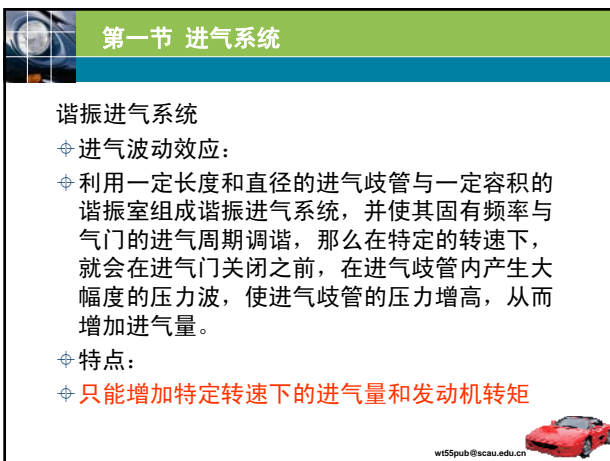 第一节 进气系统
谐振进气系统
进气波动效应：
利用一定长度和直径的进气歧管与一定容积的
谐振室组成谐振进气系统，并使其固有频率与
气门的进气周期调谐，那么在特定的转速下，
就会在进气门关闭之前，在进气歧管内产生大
幅度的压力波，使进气歧管的压力增高，从而
增加进气量。
特点：
只能增加特定转速下的进气量和发动机转矩
wt55pub@scau.edu.cn